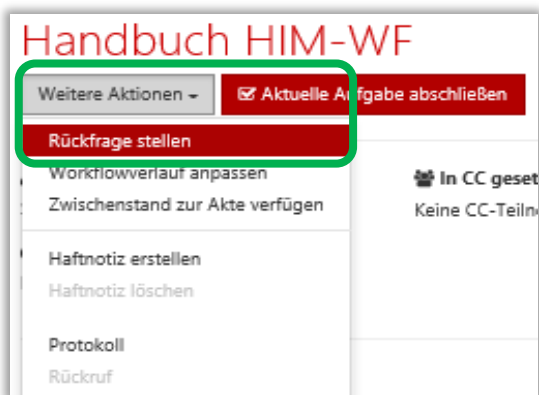 Handbuch HIM-WF
Weitere Aktionen Aktuelle Aufgabe abschließen
Rückfrage stellen
Workflowverlauf anpassen
In CC geset
Zwischenstand zur Akte verfügen
Keine CC-Teiln
Haftnotiz erstellen
Haftnotiz löschen
Protokoll
Rückruf